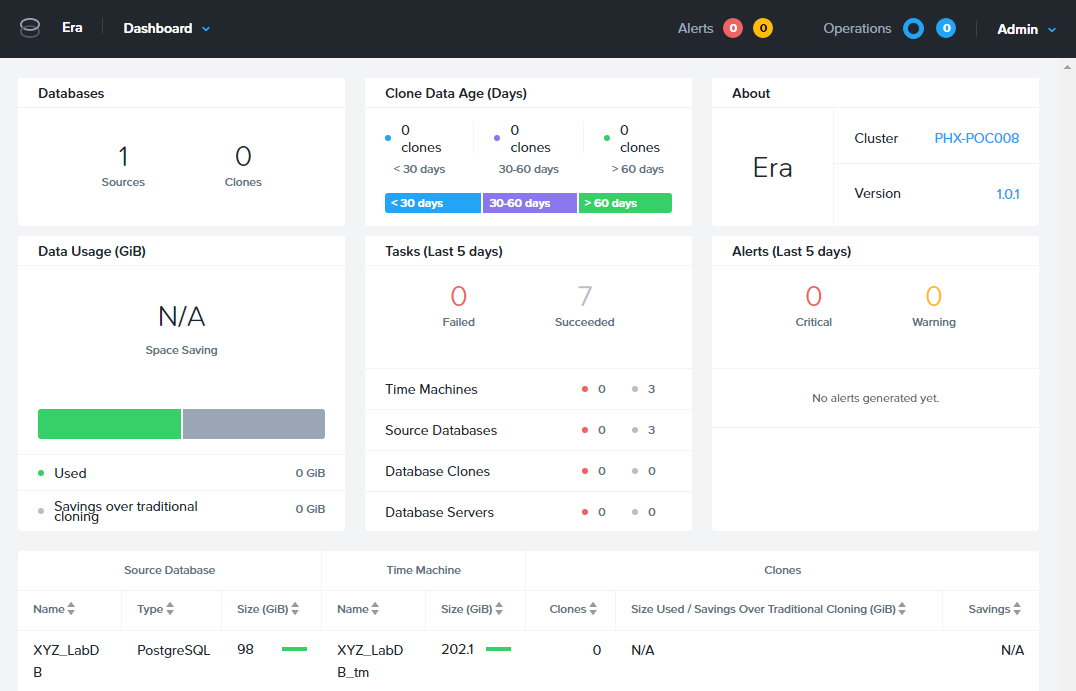 Era Dashboard Alerts 0 0 Operations 0 Admin
Databases
1 0
Sources Clones
Clone Data Age (Days)
0 0 0
clones clones clones
< 30 days 30-60 days > 60 days
< 30 days 30-60 days > 60 days
About
Era
Cluster PHX-POC008
Version 1.0.1
Data Usage (GiB)
N/A
Space Saving
Used 0 GiB
Savings over traditional 0 GiB
cloning
Tasks (Last 5 days)
0 7
Failed Succeeded
Time Machines 0 3
Source Databases 0 3
Database Clones 0 0
Database Servers 0 0
Alerts (Last 5 days)
0 0
Critical Warning
No alerts generated yet.
Source Database Time Machine Clones
Name Type Size (GiB) Name Size (GiB) Clones Size Used / Savings Over Traditional Cloning (GiB) Savings
XYZ_LabD PostgreSQL 98 XYZ_LabD 202.1 0 N/A N/A
B B_tm